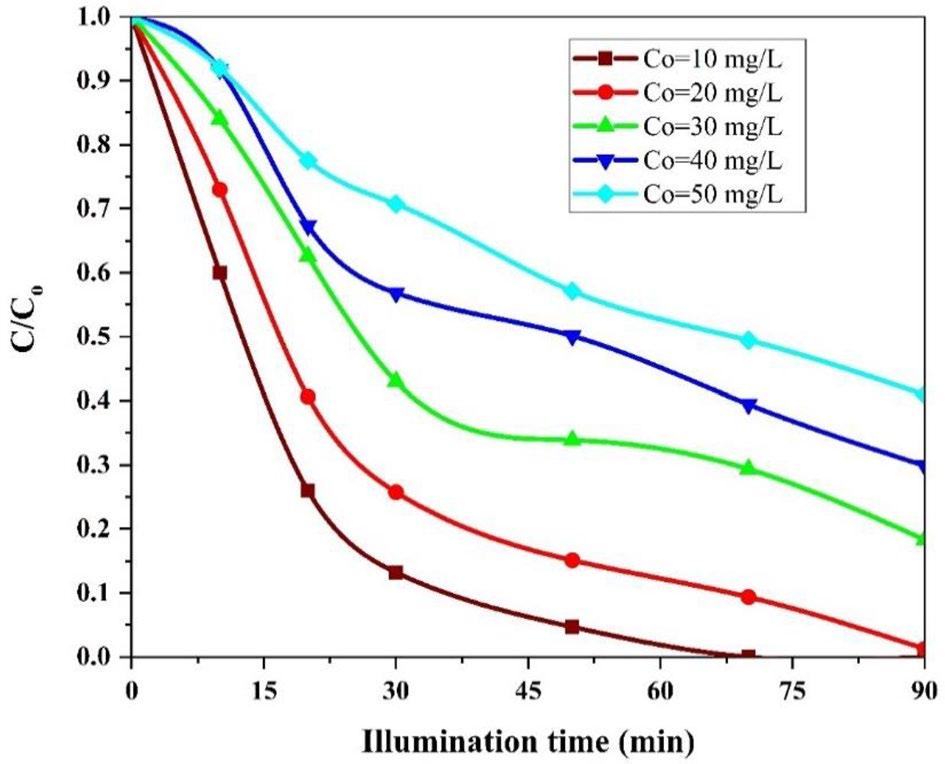 C/Co
1.0
0.9
0.8
0.7
0.6
0.5
0.4
0.3
0.2
0.1
0.0
Co=10 mg/L
Co=20 mg/L
Co=30 mg/L
Co=40 mg/L
Co=50 mg/L
0 15 30 45 60 75 90
Illumination time (min)